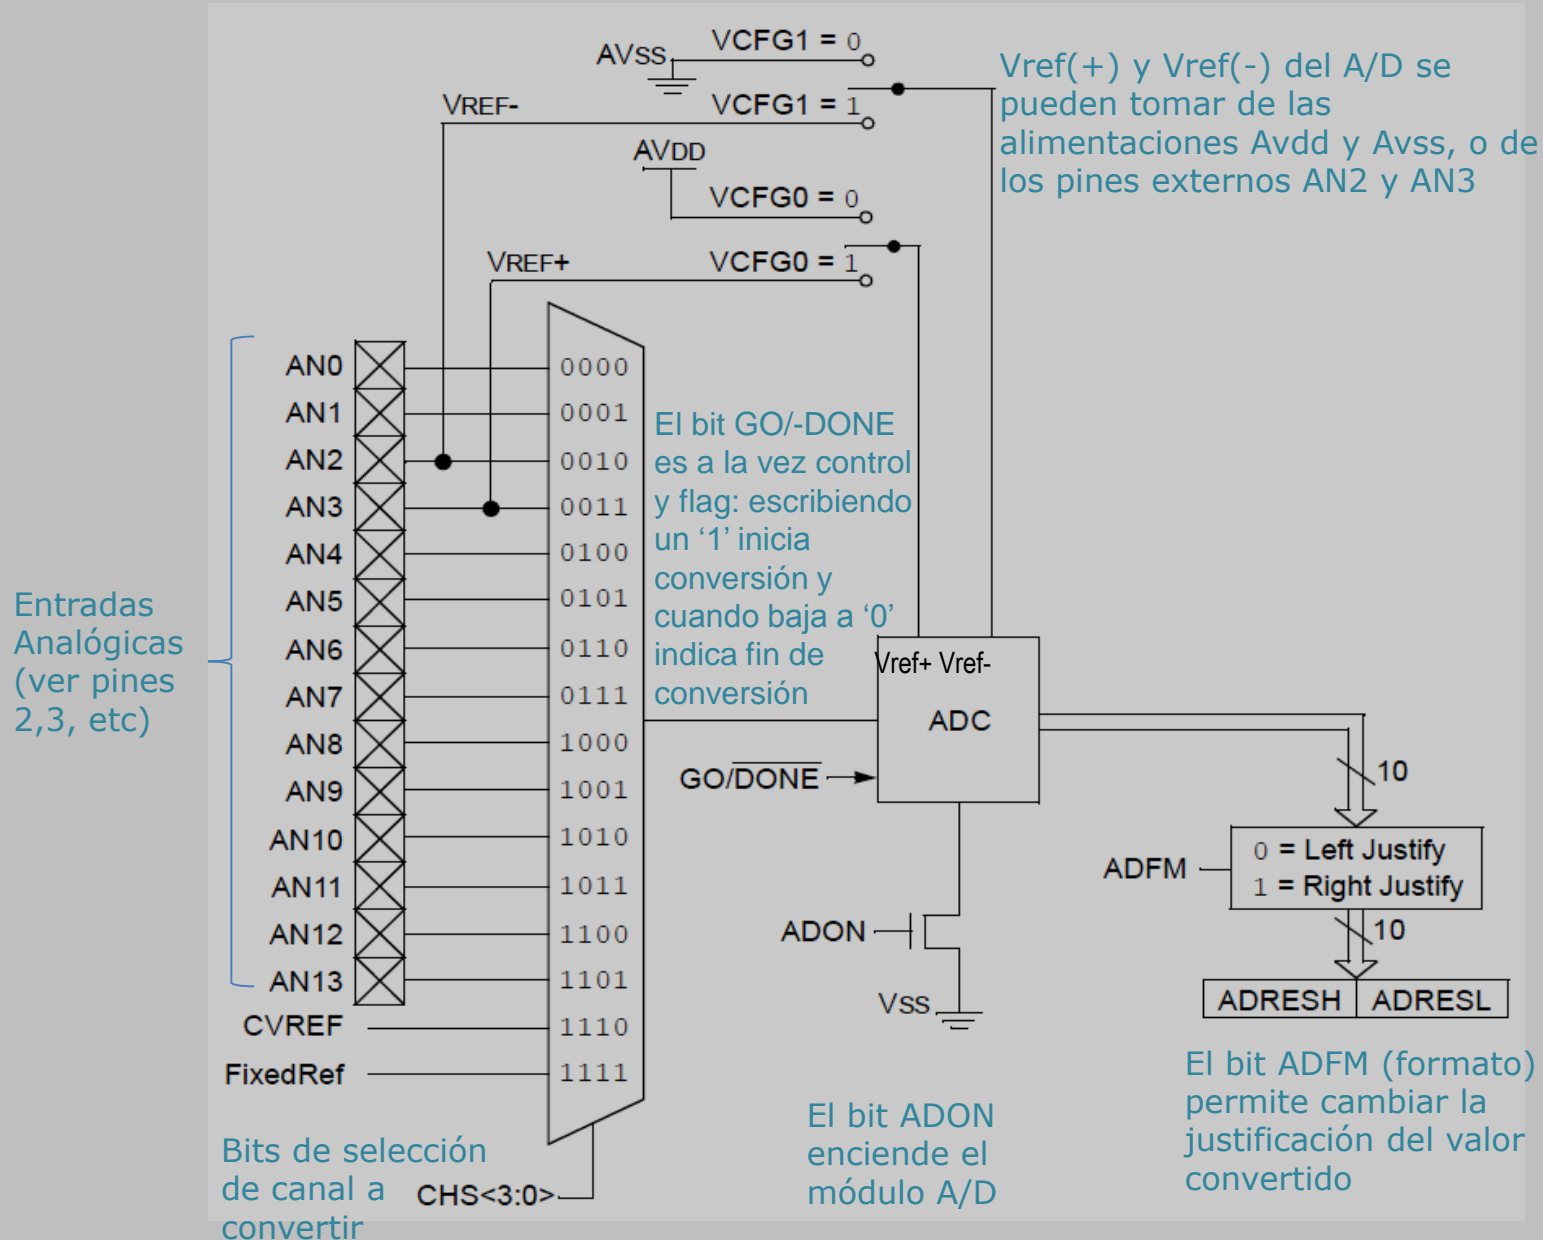 AVSS
VCFG1 = 0
VREF-
VCFG1 = 1
Vref(+) y Vref(-) del A/D se
pueden tomar de las
alimentaciones Avdd y Avss, o de
los pines externos AN2 y AN3
AVDD
VCFG0 = 0
VREF+
VCFG0 = 1
Entradas
Analógicas
(ver pines
2,3, etc)
AN0
AN1
AN2
AN3
AN4
AN5
AN6
AN7
AN8
AN9
AN10
AN11
AN12
AN13
CVREF
FixedRef
0000
0001
0010
0011
0100
0101
0110
0111
1000
1001
1010
1011
1100
1101
1110
1111
El bit GO/-DONE
es a la vez control
y flag: escribiendo
un ‘1’ inicia
conversión y
cuando baja a ‘0’
indica fin de
conversión
Vref+ Vref-
ADC
GO/DONE
10
ADFM
0 = Left Justify
1 = Right Justify
10
ADON
VSS
ADRESH ADRESL
El bit ADFM (formato)
permite cambiar la
justificación del valor
convertido
El bit ADON
enciende el
módulo A/D
Bits de selección
de canal a
convertir
CHS<3:0>